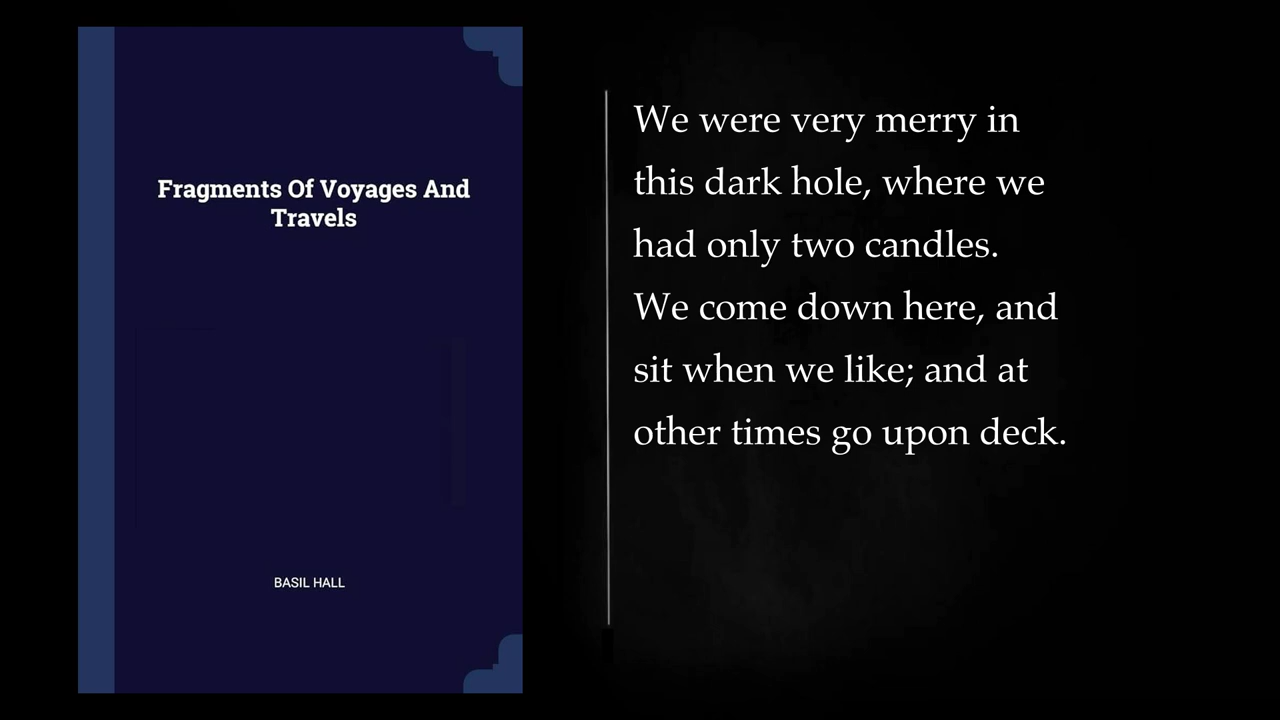 Fragments Of Voyages And
Travels
BASIL HALL
We were very merry in
this dark hole, where we
had only two candles.
We come down here, and
sit when we like; and at
other times go upon deck.